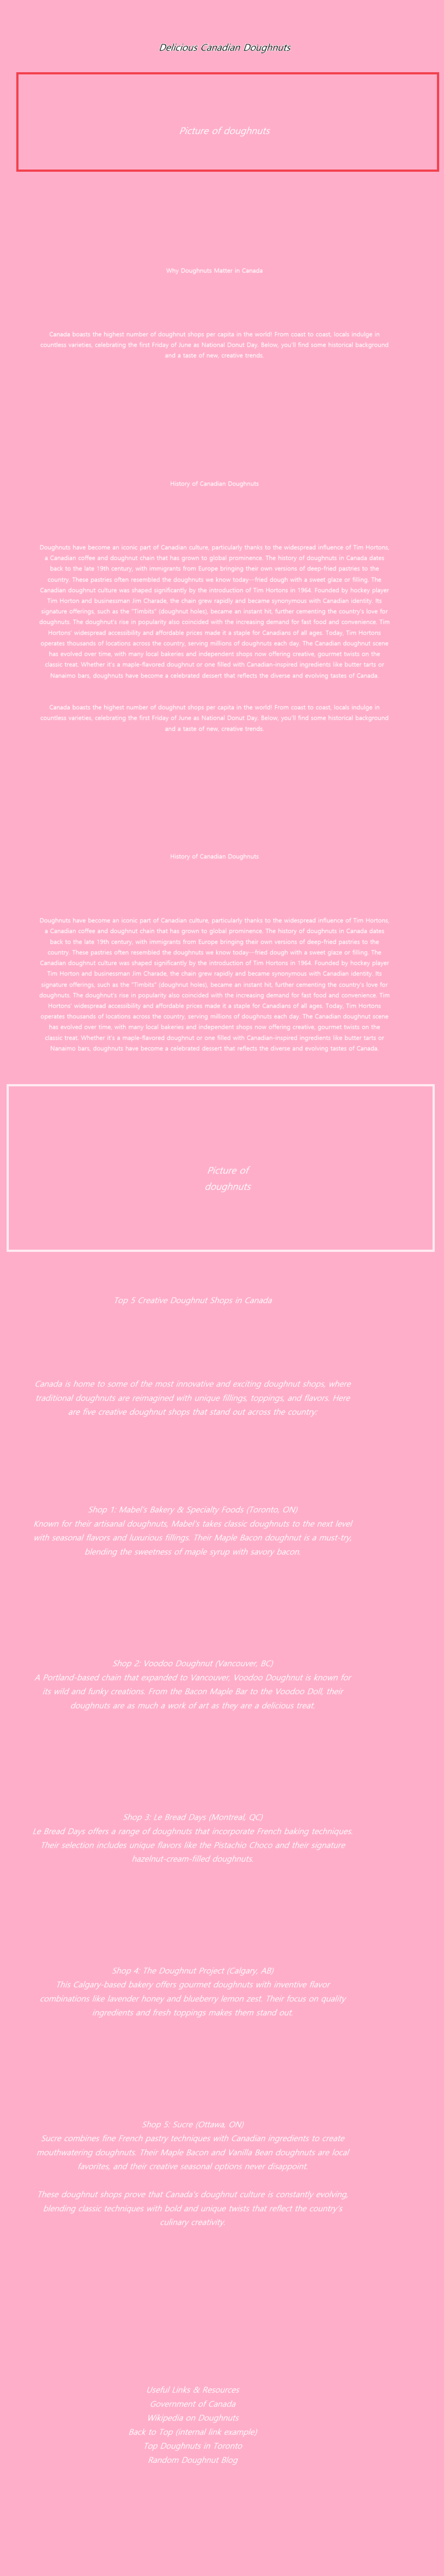 Delicious Canadian Doughnuts
Picture of doughnuts
Why Doughnuts Matter in Canada
Canada boasts the highest number of doughnut shops per capita in the world! From coast to coast, locals indulge in
countless varieties, celebrating the first Friday of June as National Donut Day. Below, you'll find some historical background
and a taste of new, creative trends.
History of Canadian Doughnuts
Doughnuts have become an iconic part of Canadian culture, particularly thanks to the widespread influence of Tim Hortons,
a Canadian coffee and doughnut chain that has grown to global prominence. The history of doughnuts in Canada dates
back to the late 19th century, with immigrants from Europe bringing their own versions of deep-fried pastries to the
country. These pastries often resembled the doughnuts we know today—fried dough with a sweet glaze or filling. The
Canadian doughnut culture was shaped significantly by the introduction of Tim Hortons in 1964. Founded by hockey player
Tim Horton and businessman Jim Charade, the chain grew rapidly and became synonymous with Canadian identity. Its
signature offerings, such as the "Timbits" (doughnut holes), became an instant hit, further cementing the country's love for
doughnuts. The doughnut's rise in popularity also coincided with the increasing demand for fast food and convenience. Tim
Hortons' widespread accessibility and affordable prices made it a staple for Canadians of all ages. Today, Tim Hortons
operates thousands of locations across the country, serving millions of doughnuts each day. The Canadian doughnut scene
has evolved over time, with many local bakeries and independent shops now offering creative, gourmet twists on the
classic treat. Whether it's a maple-flavored doughnut or one filled with Canadian-inspired ingredients like butter tarts or
Nanaimo bars, doughnuts have become a celebrated dessert that reflects the diverse and evolving tastes of Canada.
Canada boasts the highest number of doughnut shops per capita in the world! From coast to coast, locals indulge in
countless varieties, celebrating the first Friday of June as National Donut Day. Below, you'll find some historical background
and a taste of new, creative trends.
History of Canadian Doughnuts
Doughnuts have become an iconic part of Canadian culture, particularly thanks to the widespread influence of Tim Hortons,
a Canadian coffee and doughnut chain that has grown to global prominence. The history of doughnuts in Canada dates
back to the late 19th century, with immigrants from Europe bringing their own versions of deep-fried pastries to the
country. These pastries often resembled the doughnuts we know today—fried dough with a sweet glaze or filling. The
Canadian doughnut culture was shaped significantly by the introduction of Tim Hortons in 1964. Founded by hockey player
Tim Horton and businessman Jim Charade, the chain grew rapidly and became synonymous with Canadian identity. Its
signature offerings, such as the "Timbits" (doughnut holes), became an instant hit, further cementing the country's love for
doughnuts. The doughnut's rise in popularity also coincided with the increasing demand for fast food and convenience. Tim
Hortons' widespread accessibility and affordable prices made it a staple for Canadians of all ages. Today, Tim Hortons
operates thousands of locations across the country, serving millions of doughnuts each day. The Canadian doughnut scene
has evolved over time, with many local bakeries and independent shops now offering creative, gourmet twists on the
classic treat. Whether it's a maple-flavored doughnut or one filled with Canadian-inspired ingredients like butter tarts or
Nanaimo bars, doughnuts have become a celebrated dessert that reflects the diverse and evolving tastes of Canada.
Picture of
doughnuts
Top 5 Creative Doughnut Shops in Canada
Canada is home to some of the most innovative and exciting doughnut shops, where
traditional doughnuts are reimagined with unique fillings, toppings, and flavors. Here
are five creative doughnut shops that stand out across the country:
Shop 1: Mabel's Bakery & Specialty Foods (Toronto, ON)
Known for their artisanal doughnuts, Mabel's takes classic doughnuts to the next level
with seasonal flavors and luxurious fillings. Their Maple Bacon doughnut is a must-try,
blending the sweetness of maple syrup with savory bacon.
Shop 2: Voodoo Doughnut (Vancouver, BC)
A Portland-based chain that expanded to Vancouver, Voodoo Doughnut is known for
its wild and funky creations. From the Bacon Maple Bar to the Voodoo Doll, their
doughnuts are as much a work of art as they are a delicious treat.
Shop 3: Le Bread Days (Montreal, QC)
Le Bread Days offers a range of doughnuts that incorporate French baking techniques.
Their selection includes unique flavors like the Pistachio Choco and their signature
hazelnut-cream-filled doughnuts.
Shop 4: The Doughnut Project (Calgary, AB)
This Calgary-based bakery offers gourmet doughnuts with inventive flavor
combinations like lavender honey and blueberry lemon zest. Their focus on quality
ingredients and fresh toppings makes them stand out.
Shop 5: Sucre (Ottawa, ON)
Sucre combines fine French pastry techniques with Canadian ingredients to create
mouthwatering doughnuts. Their Maple Bacon and Vanilla Bean doughnuts are local
favorites, and their creative seasonal options never disappoint.
These doughnut shops prove that Canada's doughnut culture is constantly evolving,
blending classic techniques with bold and unique twists that reflect the country's
culinary creativity.
Useful Links & Resources
Government of Canada
Wikipedia on Doughnuts
Back to Top (internal link example)
Top Doughnuts in Toronto
Random Doughnut Blog